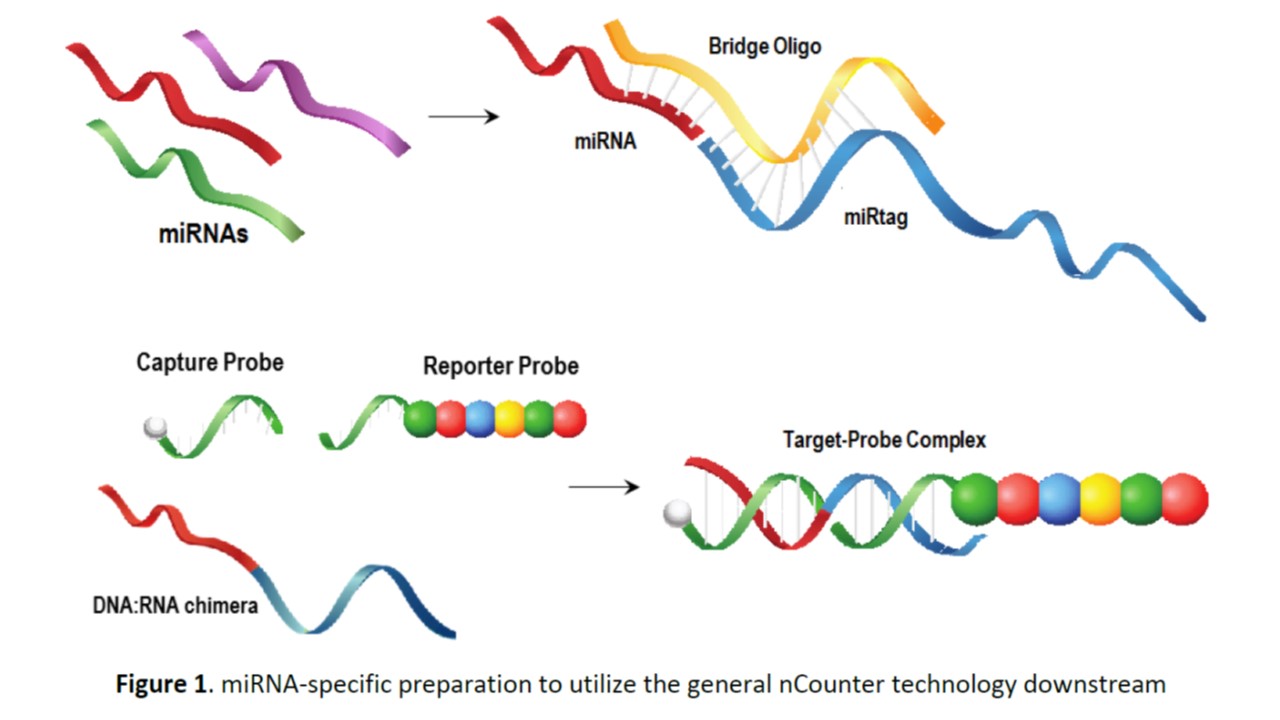 Bridge Oligo
miRNA
miRNAs
miRtag
Capture Probe
Reporter Probe
Target-Probe Complex
DNA:RNA chimera
Figure 1. miRNA-specific preparation to utilize the general nCounter technology downstream